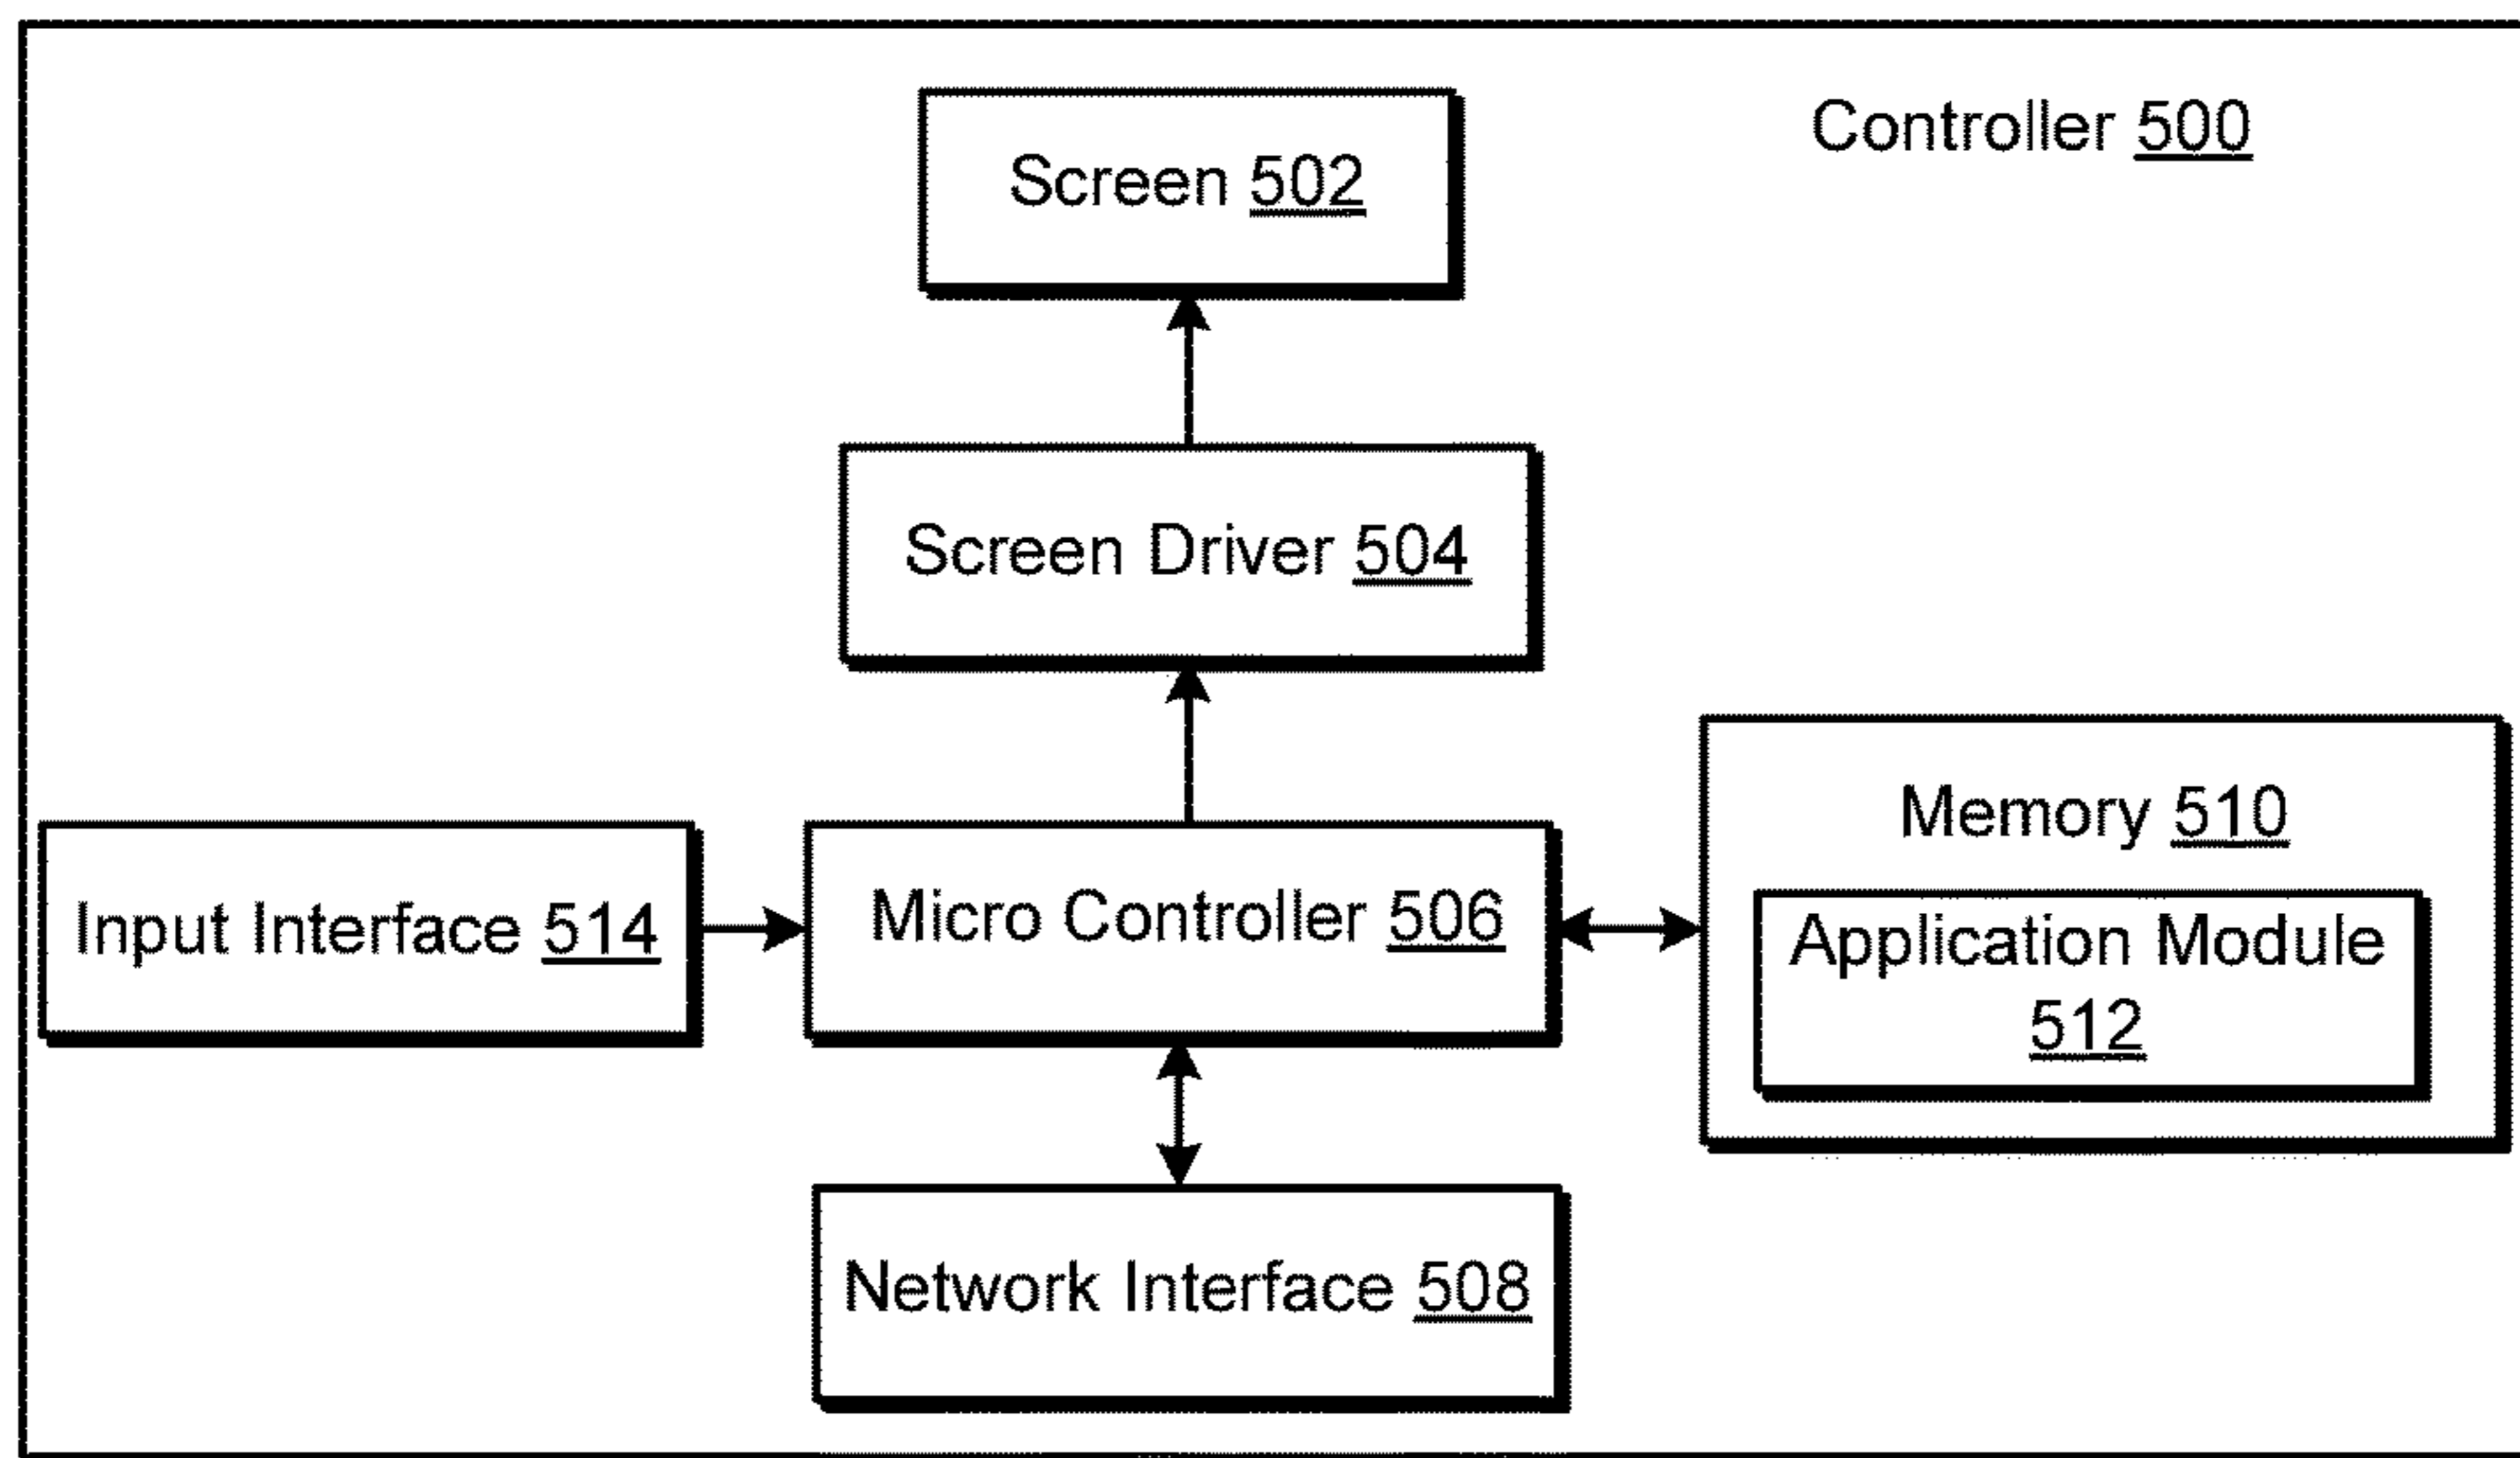 Controller 500
Screen 502
Screen Driver 504
Memory 510
Input Interface 514
Micro Controller 506
Application Module
512
Network Interface 508